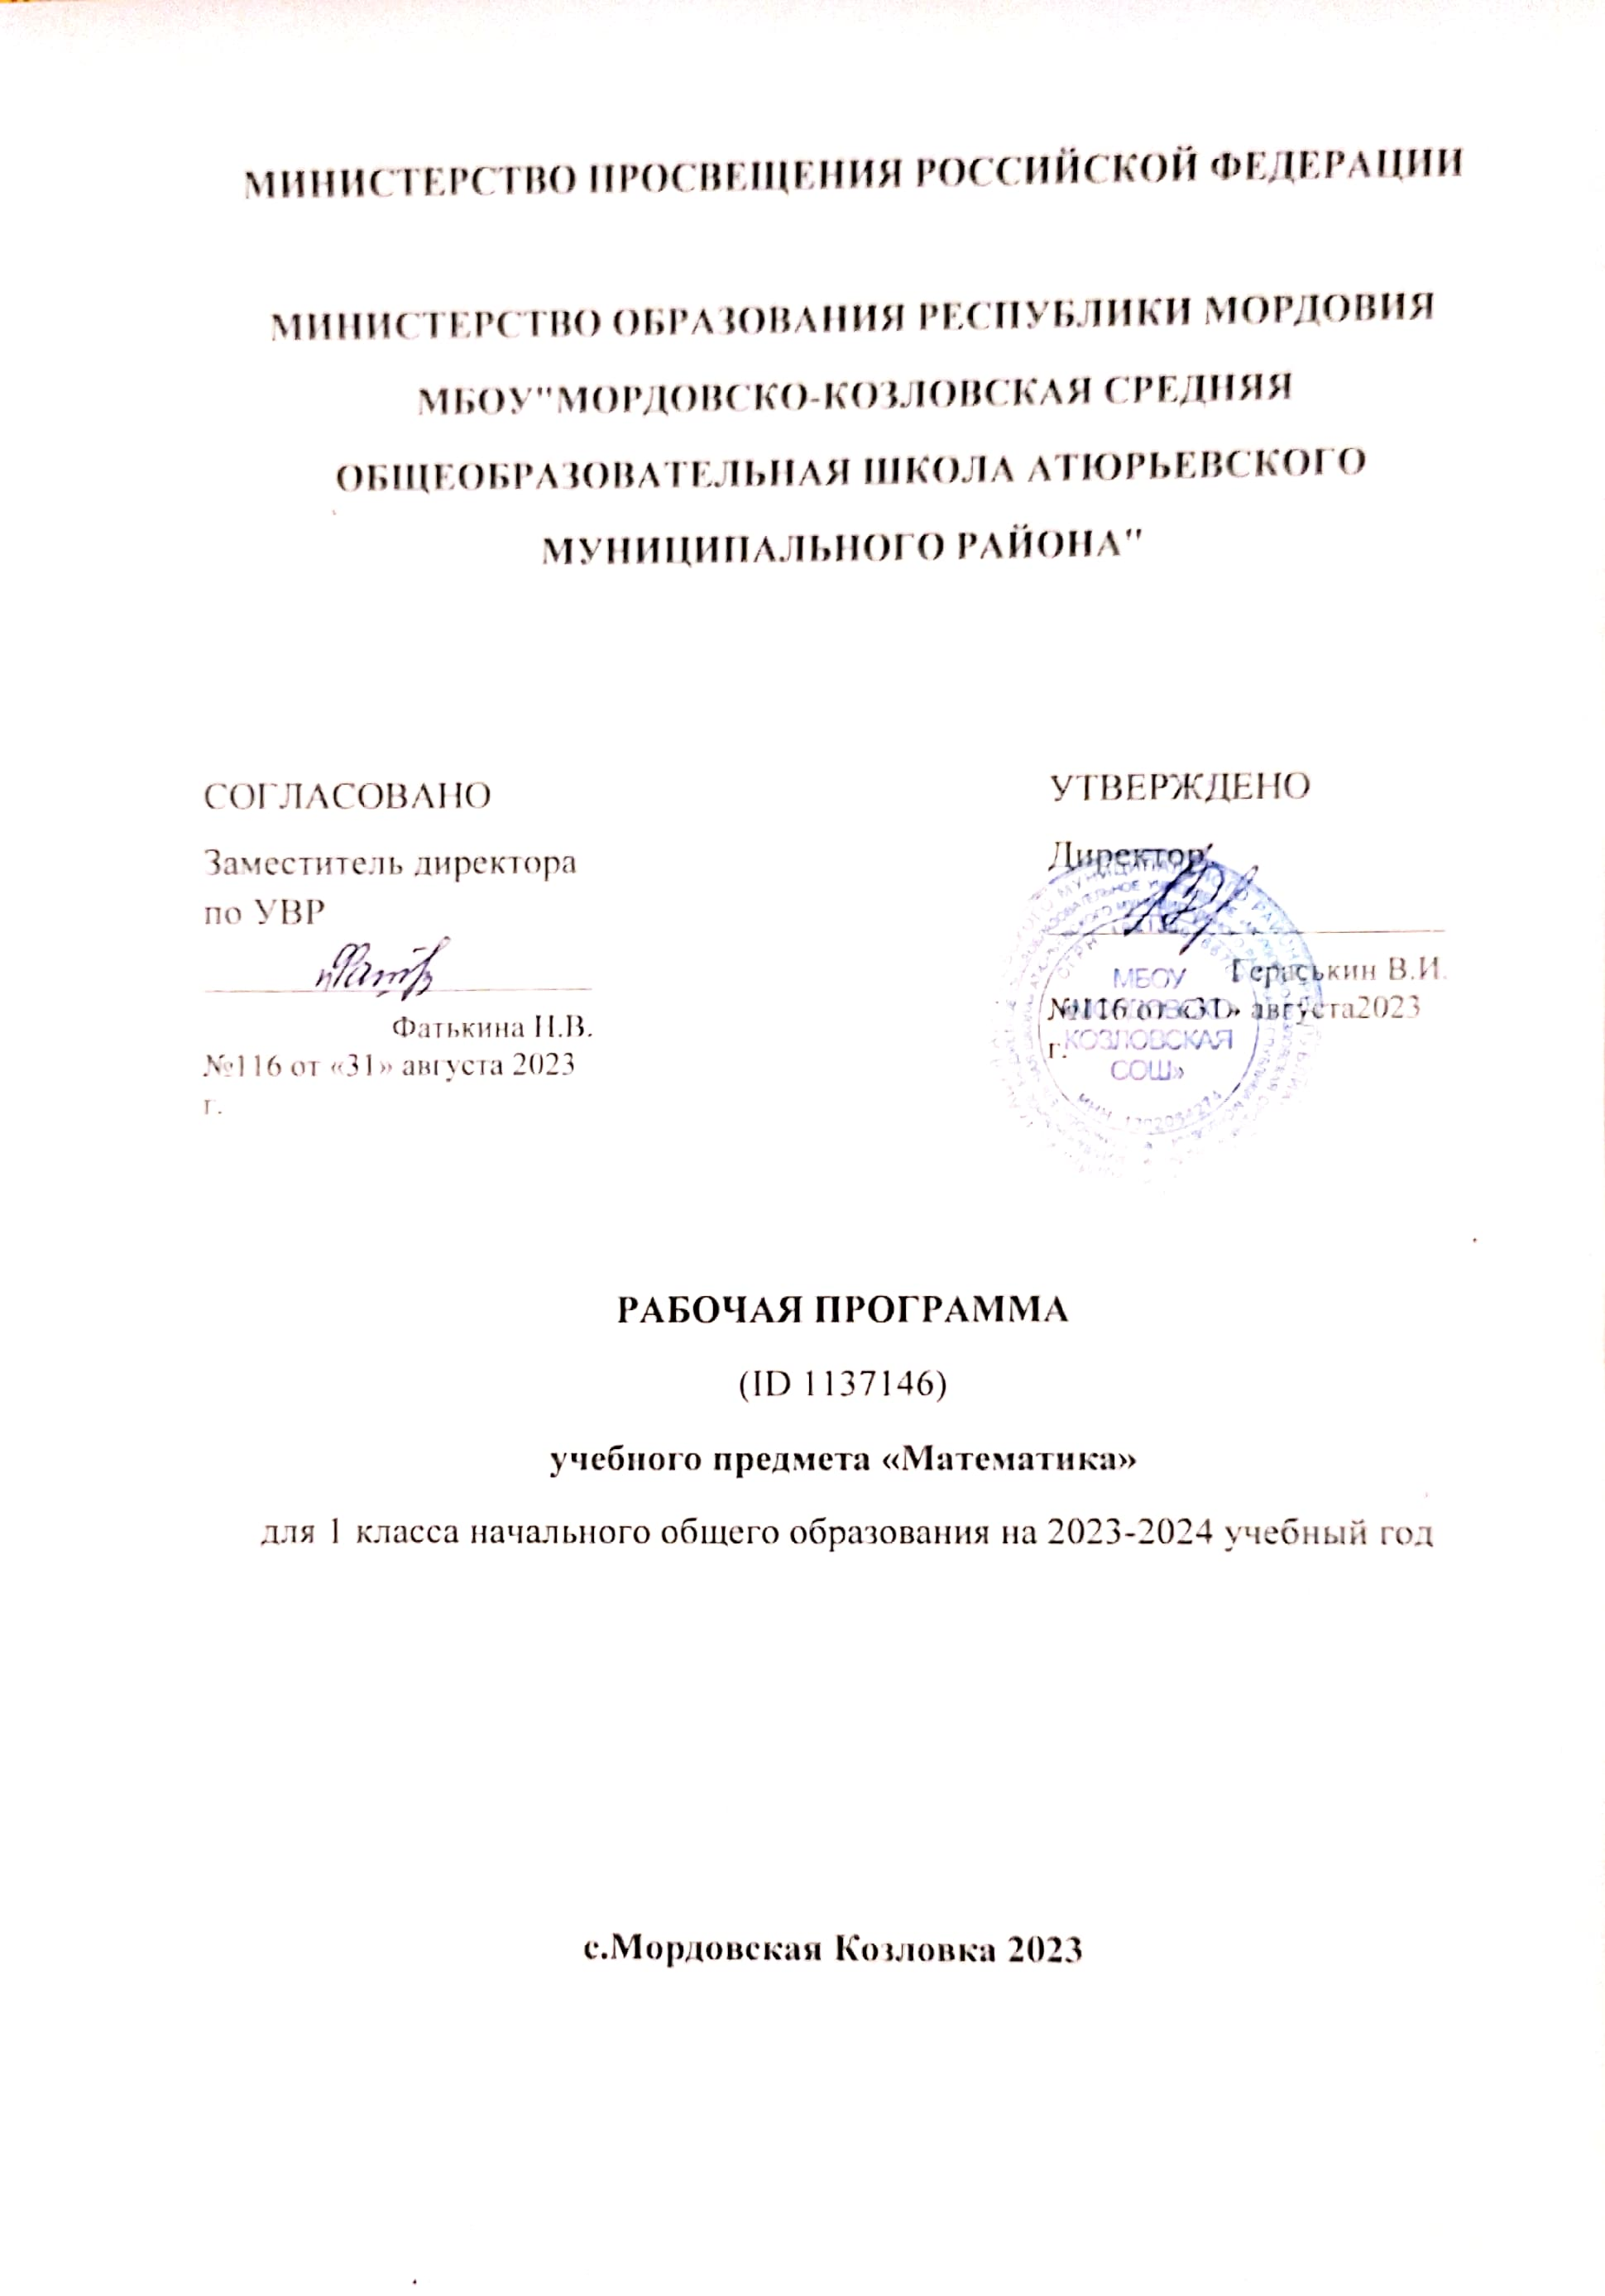 МИНИСТЕРСТВО ПРОСВЕЩЕНИЯ РОССИЙСКОЙ ФЕДЕРАЦИИ
МИНИСТЕРСТВО ОБРАЗОВАНИЯ РЕСПУБЛИКИ МОРДОВИЯ
МБОУ"МОРДОВСКО-КОЗЛОВСКАЯ СРЕДНЯЯ
ОБЩЕОБРАЗОВАТЕЛЬНАЯ ШКОЛА АТЮРЬЕВСКОГО
МУНИЦИПАЛЬНОГО РАЙОНА"
СОГЛАСОВАНО
Заместитель директора
по УВР
Фатькина Н.В.
№116 от «31» августа 2023
г.
УТВЕРЖДЕНО
Директор
Гераськин В.И.
№116 от «31» августа2023
г.
МБОУ
КОЗЛОВСКАЯ
СОШ»
РАБОЧАЯ ПРОГРАММА
(ID 1137146)
учебного предмета «Математика»
для 1 класса начального общего образования на 2023-2024 учебный год
с.Мордовская Козловка 2023